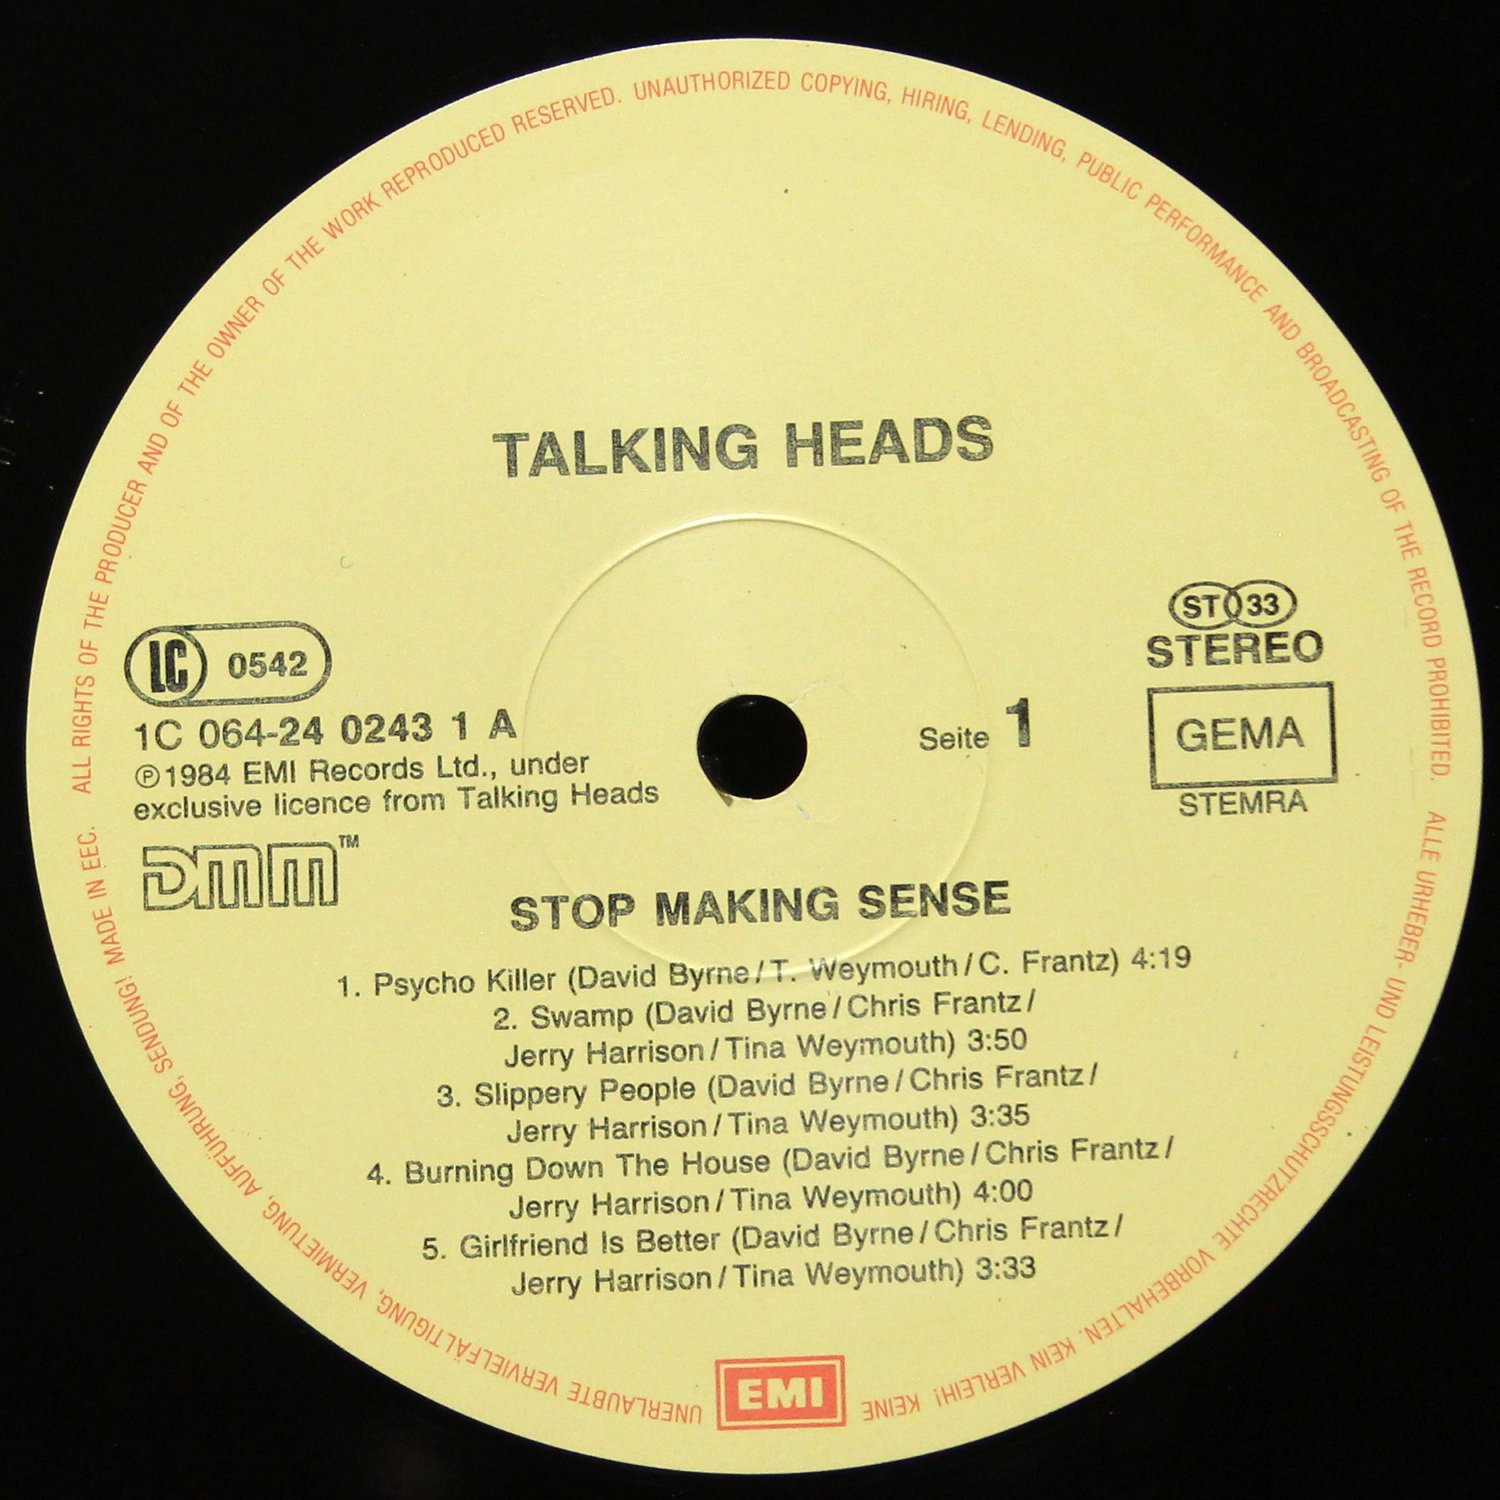 ALL RIGHTS OF THE PRODUCER AND OF THE OWNER OF THE WORK REPRODUCED RESERVED. UNAUTHORIZED COPYING, HIRING, LENDING, PUBLIC PERFORMANCE AND BROADCASTING OF THE RECORD PROHIBITED.
ALLE URHEBER- UND LEISTUNGSSCHUTZRECHTE VORBEHALTEN. KEIN VERLEIH! KEINE
UNERLAUBTE VERVIELFÄLTIGUNG, VERMIETUNG, AUFFÜHRUNG, SENDUNG! MADE IN EEC.
TALKING HEADS
LC 0542
1C 064-24 0243 1 A
℗1984 EMI Records Ltd., under
exclusive licence from Talking Heads
DMM™
Seite 1
ST 33
STEREO
GEMA
STEMRA
STOP MAKING SENSE
1. Psycho Killer (David Byrne/T. Weymouth/C. Frantz) 4:19
2. Swamp (David Byrne/Chris Frantz/
Jerry Harrison/Tina Weymouth) 3:50
3. Slippery People (David Byrne/Chris Frantz/
Jerry Harrison/Tina Weymouth) 3:35
4. Burning Down The House (David Byrne/Chris Frantz/
Jerry Harrison/Tina Weymouth) 4:00
5. Girlfriend Is Better (David Byrne/Chris Frantz/
Jerry Harrison/Tina Weymouth) 3:33
EMI